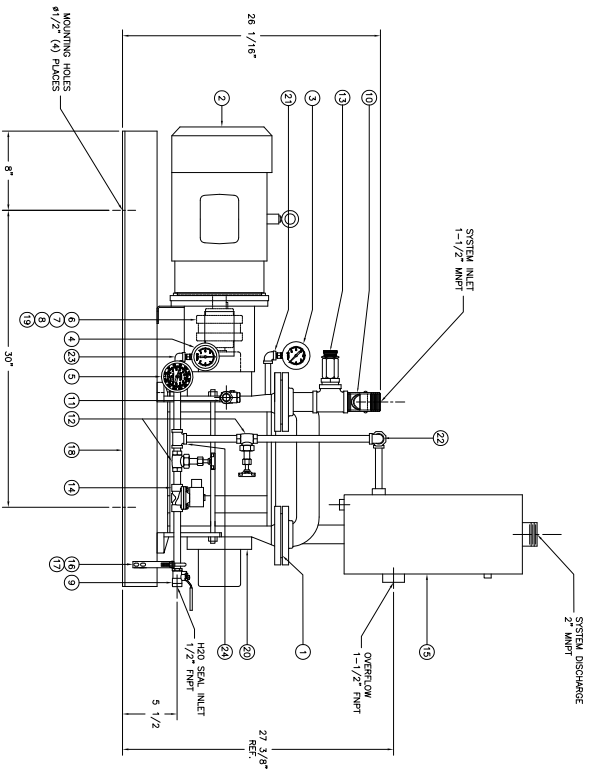 MOUNTING HOLES
ø1/2" (4) PLACES
26 1/16"
8"
30"
2
21
3
13
10
SYSTEM INLET
1-1/2" MNPT
19 8 7 6
4
23
5
11
12
22
18
14
17 16
9
H20 SEAL INLET
1/2" FNPT
24
20
1
OVERFLOW
1-1/2" FNPT
15
SYSTEM DISCHARGE
2" MNPT
5 1/2
27 3/8"
REF.